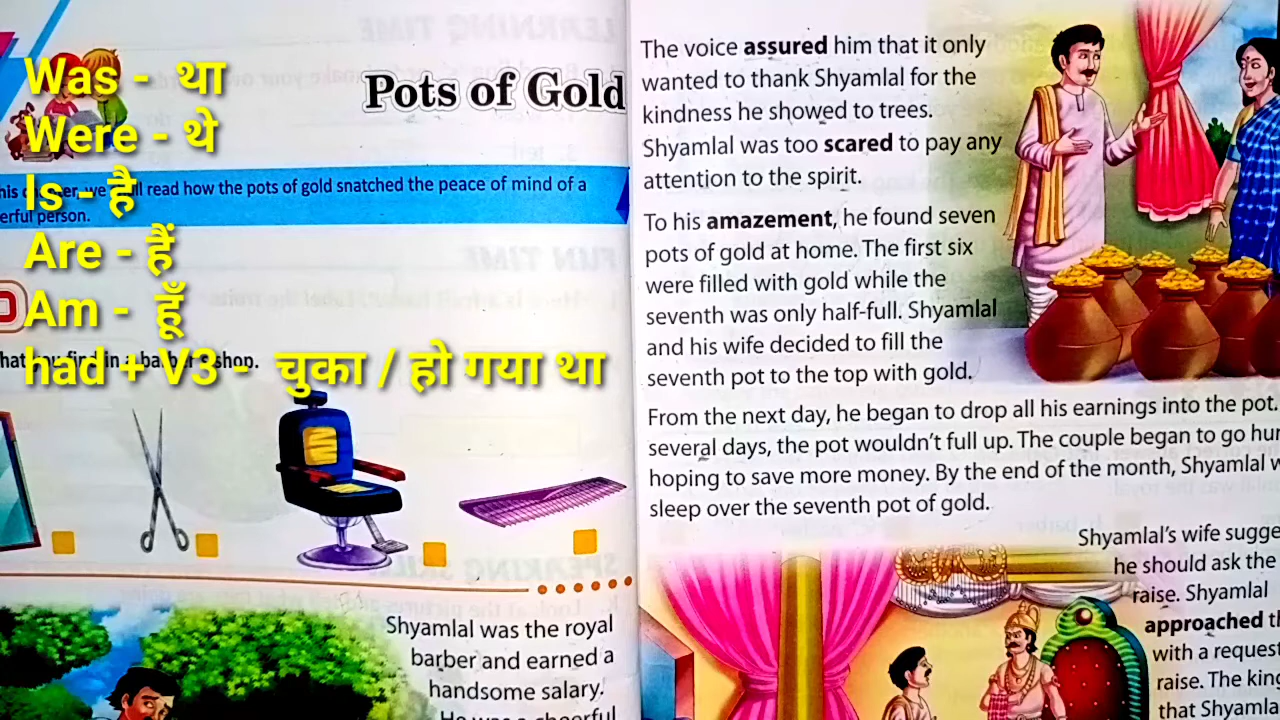 Was - था
Were - थे
Is - है
Are - हैं
Am - हूँ
had + V3 - चुका / हो गया था
Pots of Gold
we read how the pots of gold snatched the peace of mind of a
person.
find in a shop.
Shyamlal was the royal
barber and earned a
handsome salary.
He was a cheerful
The voice assured him that it only
wanted to thank Shyamlal for the
kindness he showed to trees.
Shyamlal was too scared to pay any
attention to the spirit.
To his amazement, he found seven
pots of gold at home. The first six
were filled with gold while the
seventh was only half-full. Shyamlal
and his wife decided to fill the
seventh pot to the top with gold.
From the next day, he began to drop all his earnings into the pot.
several days, the pot wouldn't full up. The couple began to go
hoping to save more money. By the end of the month, Shyamlal
sleep over the seventh pot of gold.
Shyamlal's wife
he should ask the
raise. Shyamlal
approached
with a request
raise. The
that